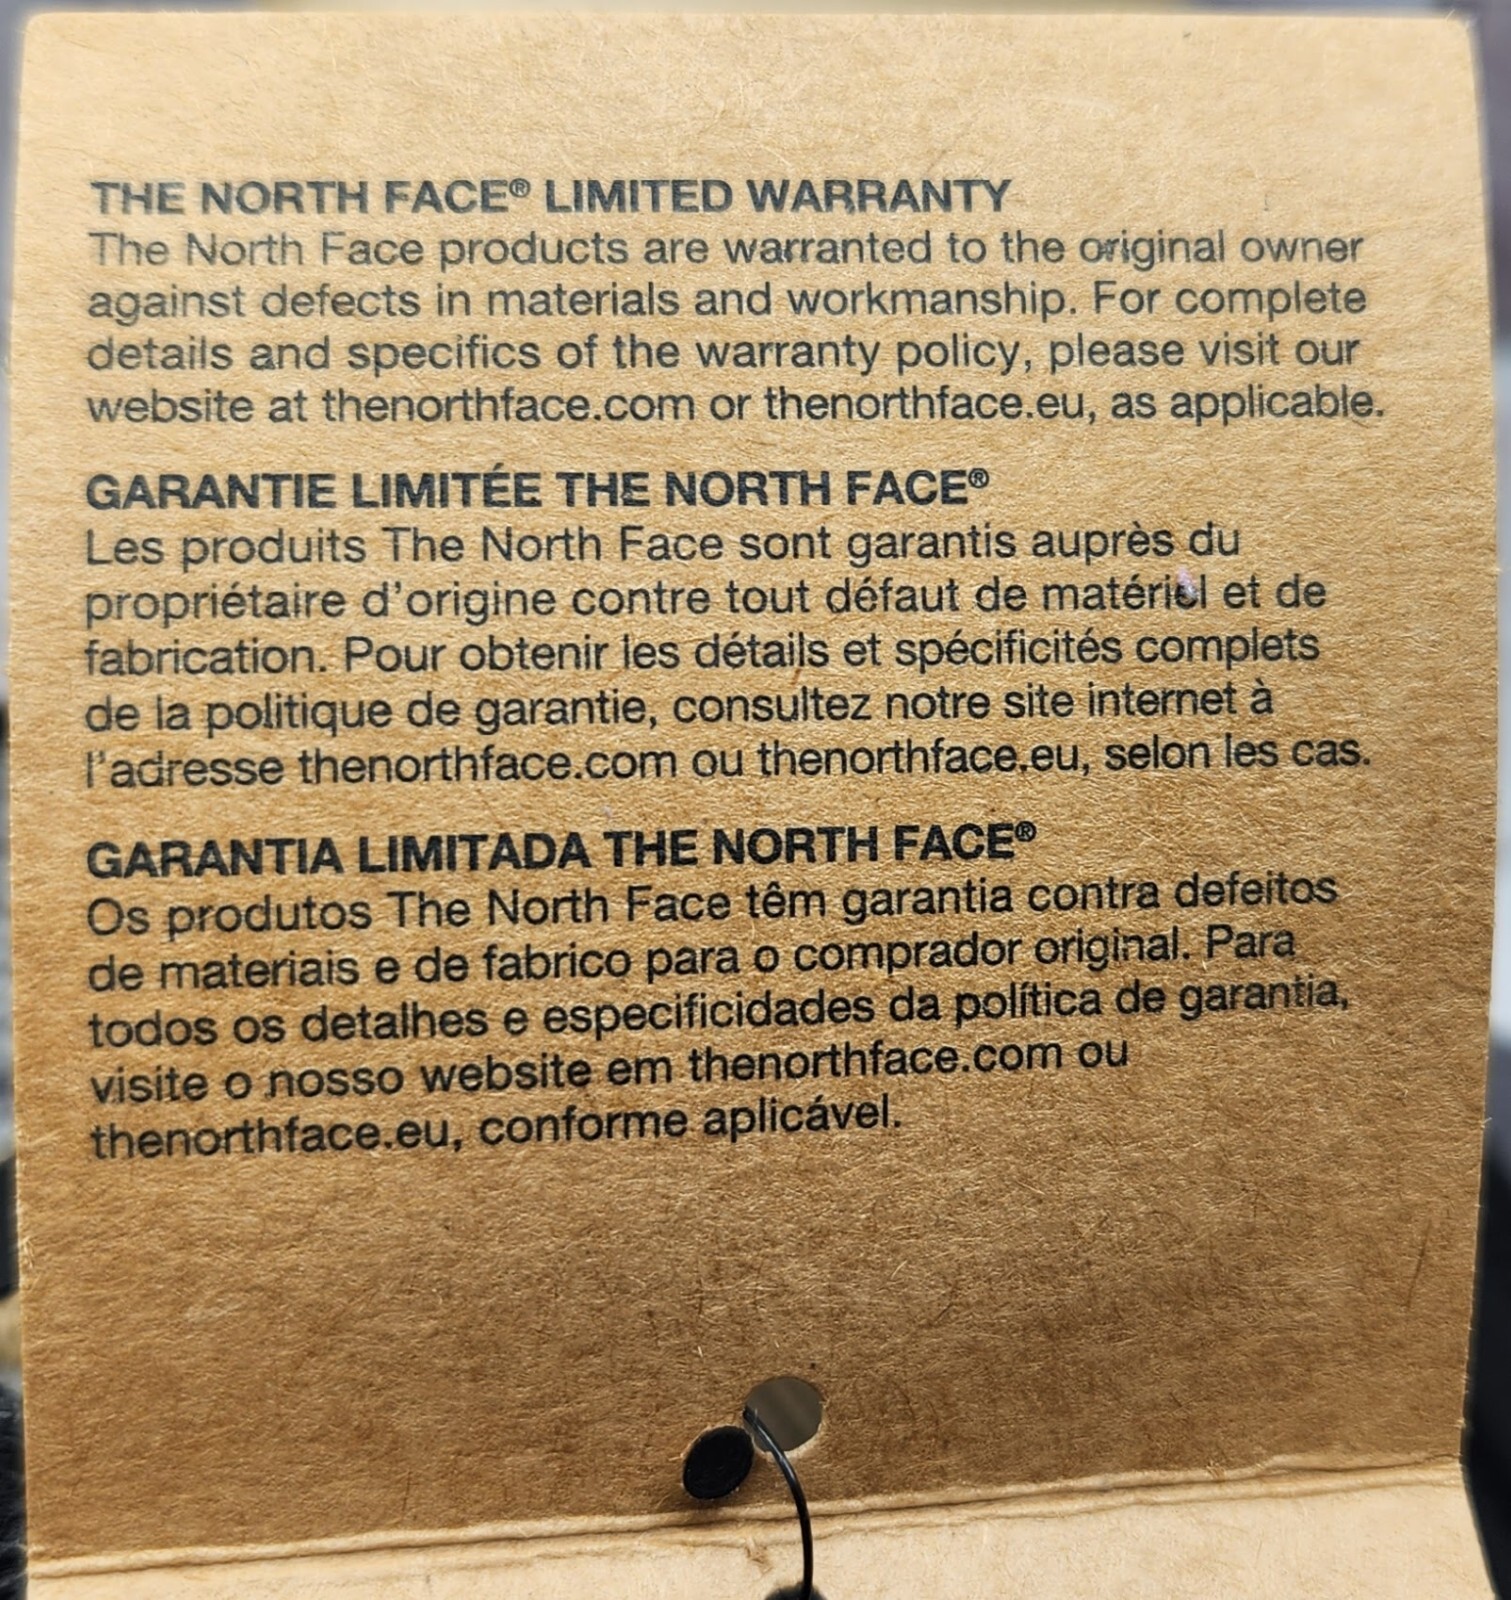 THE NORTH FACE® LIMITED WARRANTY
The North Face products are warranted to the original owner
against defects in materials and workmanship. For complete
details and specifics of the warranty policy, please visit our
website at thenorthface.com or thenorthface.eu, as applicable.
GARANTIE LIMITÉE THE NORTH FACE®
Les produits The North Face sont garantis auprès du
propriétaire d'origine contre tout défaut de matériel et de
fabrication. Pour obtenir les détails et spécificités complets
de la politique de garantie, consultez notre site internet à
l'adresse thenorthface.com ou thenorthface.eu, selon les cas.
GARANTIA LIMITADA THE NORTH FACE®
Os produtos The North Face têm garantia contra defeitos
de materiais e de fabrico para o comprador original. Para
todos os detalhes e especificidades da política de garantia,
visite o nosso website em thenorthface.com ou
thenorthface.eu, conforme aplicável.